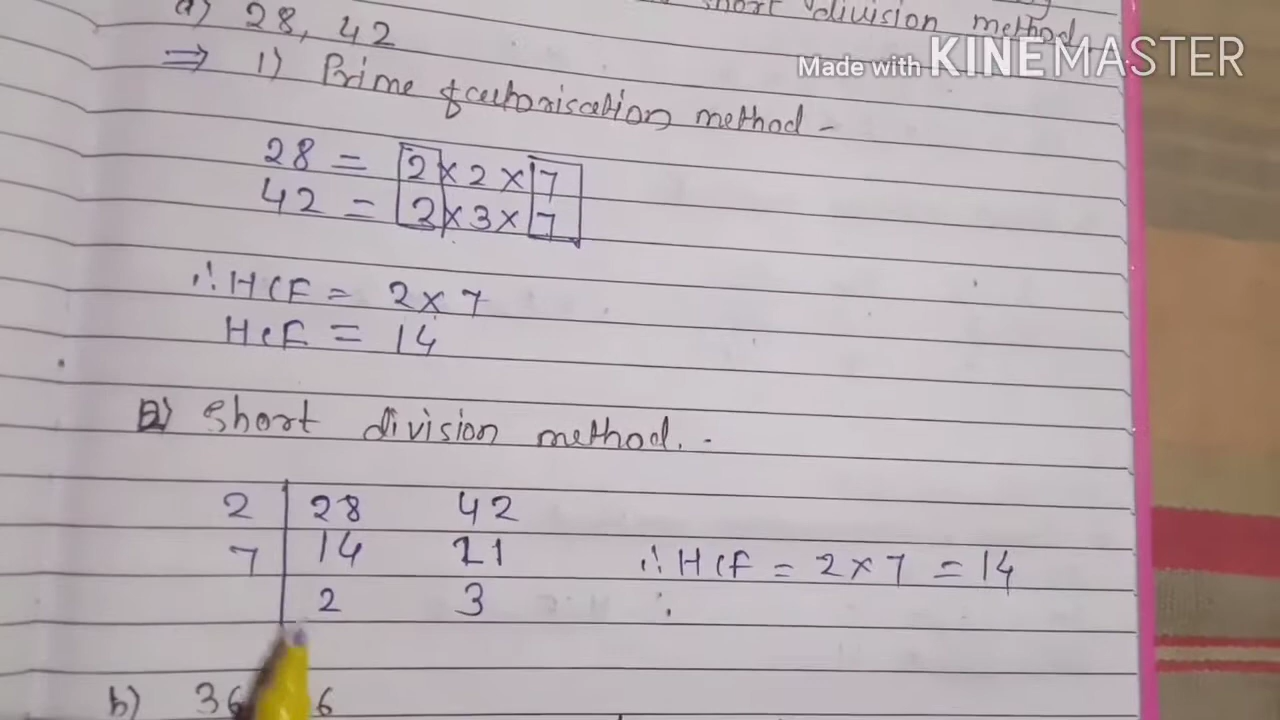 short division method.
a) 28, 42
Made with KINEMASTER
⇒ 1) Prime factorisation method -
28 = 2 × 2 × 7
42 = 2 × 3 × 7
∴ HCF = 2 × 7
HCF = 14
2) Short division method. -
2 | 28 42
7 | 14 21
∴ HCF = 2 × 7 = 14
2 3
∴
b) 36 6